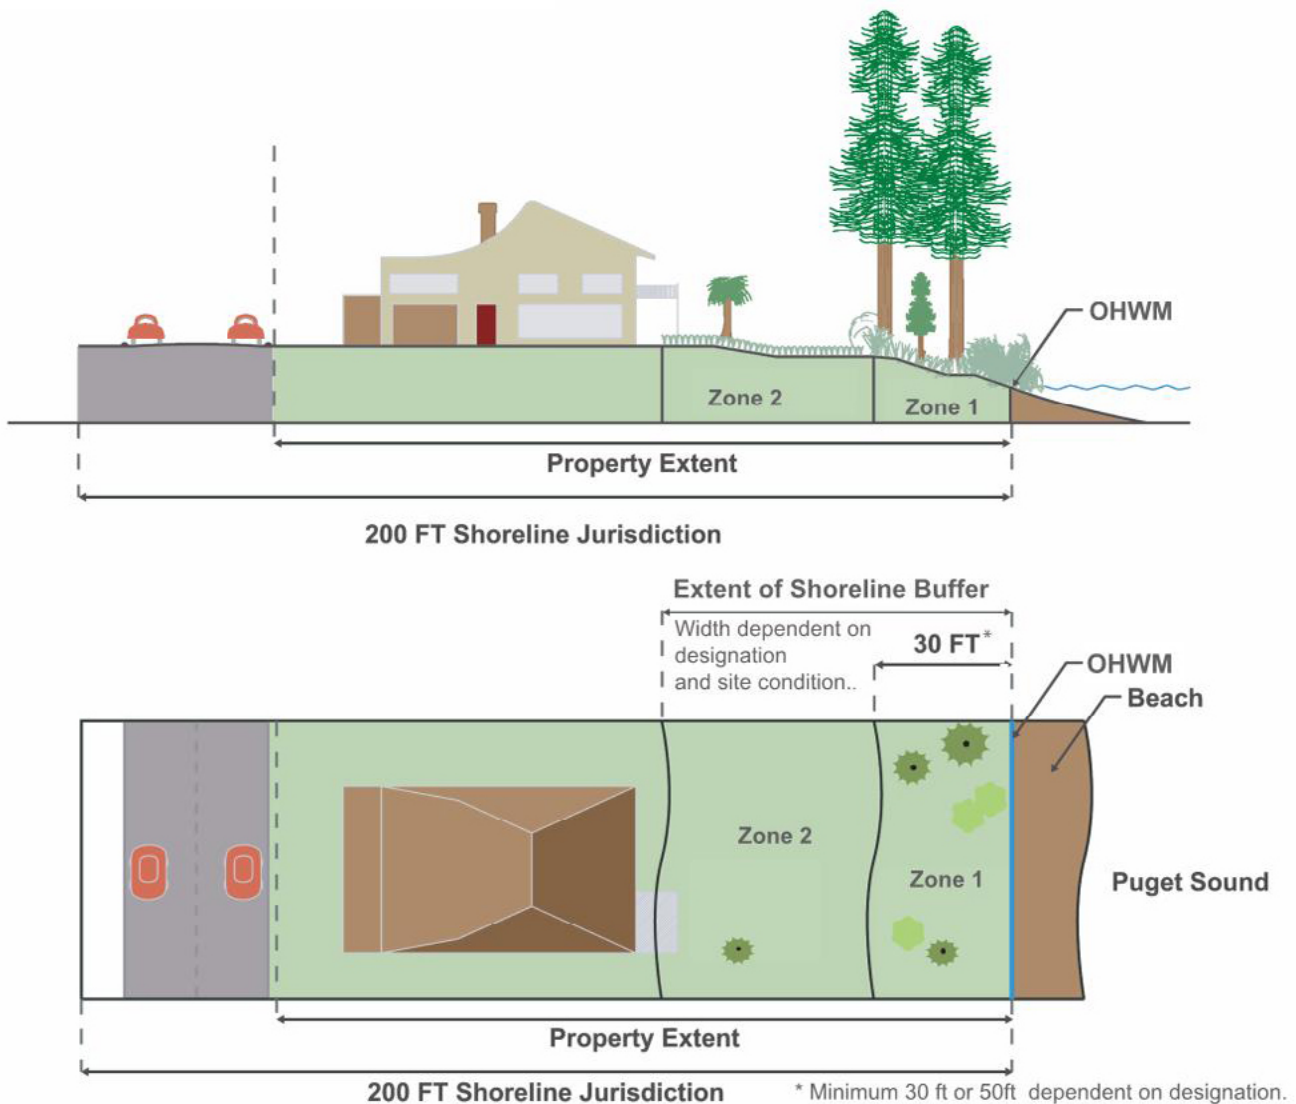 OHWM
Zone 2
Zone 1
Property Extent
200 FT Shoreline Jurisdiction
Extent of Shoreline Buffer
Width dependent on
designation
and site condition..
30 FT*
OHWM
Beach
Zone 2
Zone 1
Puget Sound
Property Extent
200 FT Shoreline Jurisdiction
* Minimum 30 ft or 50ft dependent on designation.